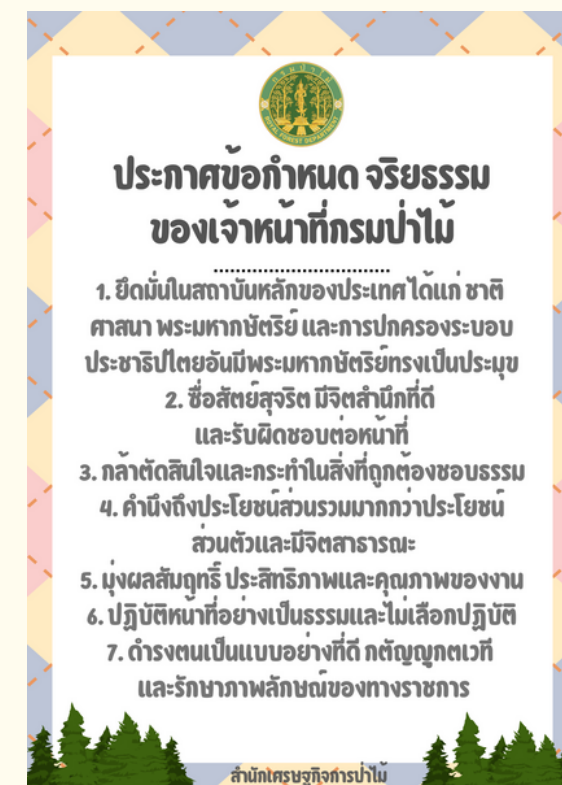 กรมป่าไม้
ROYAL FOREST DEPARTMENT
ประกาศข้อกำหนด จริยธรรม
ของเจ้าหน้าที่กรมป่าไม้
................................
1. ยึดมั่นในสถาบันหลักของประเทศ ได้แก่ ชาติ
ศาสนา พระมหากษัตริย์ และการปกครองระบอบ
ประชาธิปไตยอันมีพระมหากษัตริย์ทรงเป็นประมุข
2. ซื่อสัตย์สุจริต มีจิตสำนึกที่ดี
และรับผิดชอบต่อหน้าที่
3. กล้าตัดสินใจและกระทำในสิ่งที่ถูกต้องชอบธรรม
4. คำนึงถึงประโยชน์ส่วนรวมมากกว่าประโยชน์
ส่วนตัวและมีจิตสาธารณะ
5. มุ่งผลสัมฤทธิ์ ประสิทธิภาพและคุณภาพของงาน
6. ปฏิบัติหน้าที่อย่างเป็นธรรมและไม่เลือกปฏิบัติ
7. ดำรงตนเป็นแบบอย่างที่ดี กตัญญูกตเวที
และรักษาภาพลักษณ์ของทางราชการ
สำนักเศรษฐกิจการป่าไม้